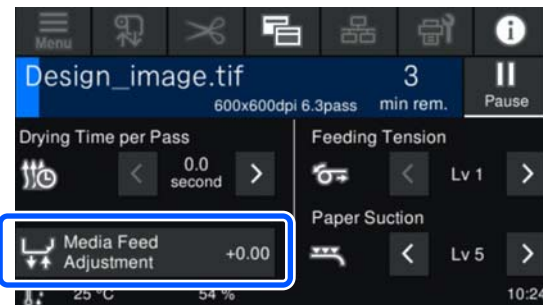 Menu
Design_image.tif
600x600dpi 6.3pass
3
min rem.
Pause
Drying Time per Pass
0.0
second
Feeding Tension
Lv 1
Paper Suction
Lv 5
Media Feed
Adjustment
+0.00
25 °C
54 %
10:24